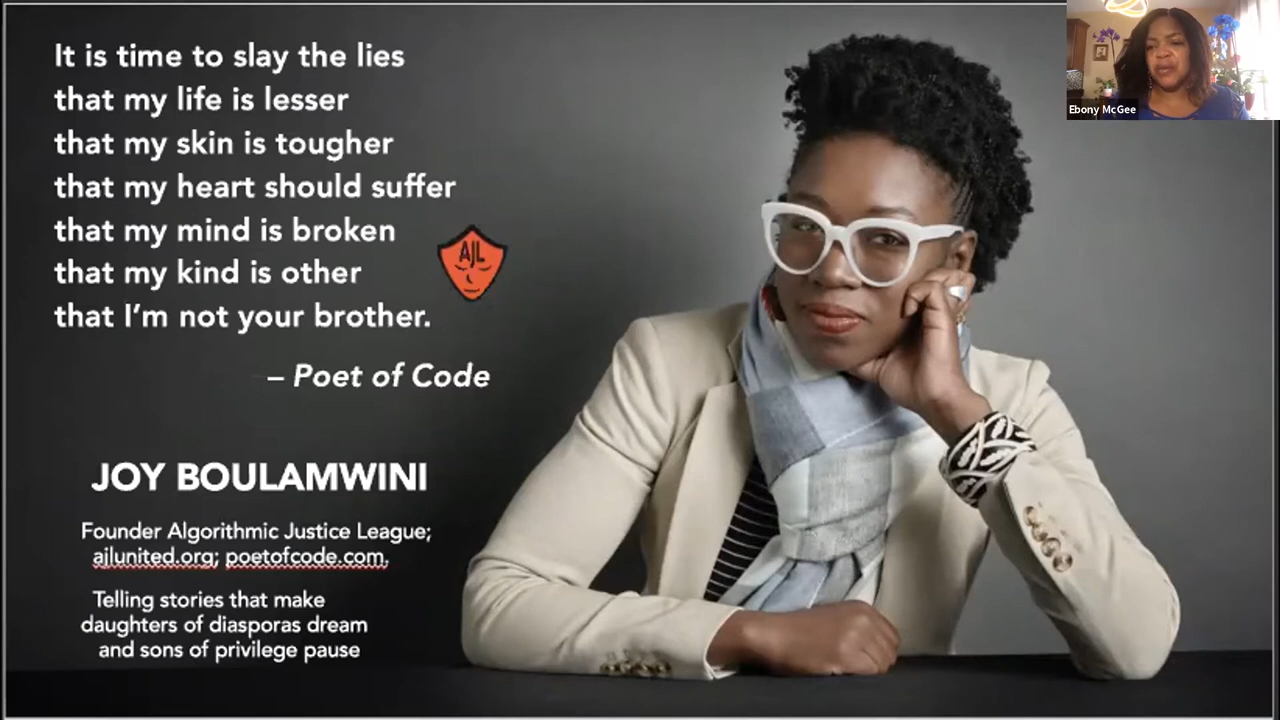 It is time to slay the lies
that my life is lesser
that my skin is tougher
that my heart should suffer
that my mind is broken
that my kind is other
that I'm not your brother.
– Poet of Code
AJL
JOY BOULAMWINI
Founder Algorithmic Justice League;
ajlunited.org; poetofcode.com.
Telling stories that make
daughters of diasporas dream
and sons of privilege pause
Ebony McGee